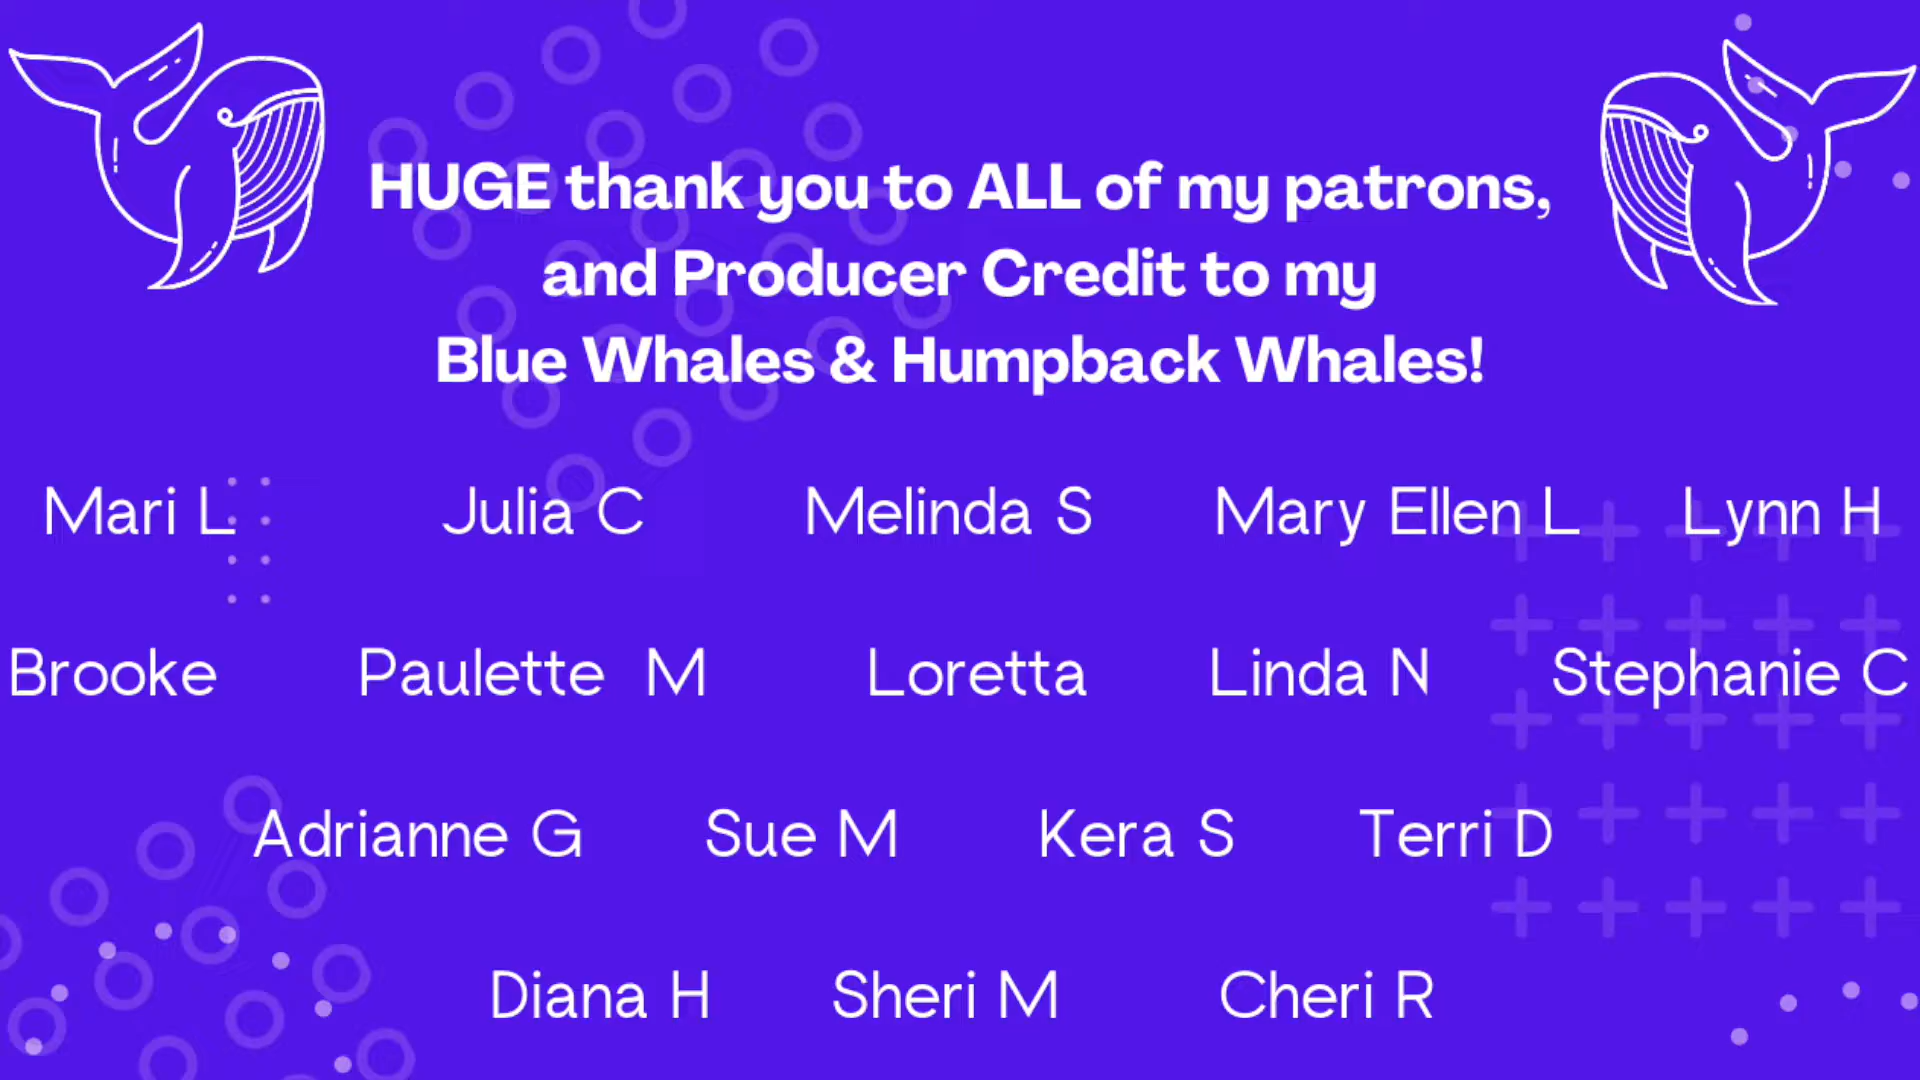 HUGE thank you to ALL of my patrons,
and Producer Credit to my
Blue Whales & Humpback Whales!
Mari L Julia C Melinda S Mary Ellen L Lynn H
Brooke Paulette M Loretta Linda N Stephanie C
Adrianne G Sue M Kera S Terri D
Diana H Sheri M Cheri R